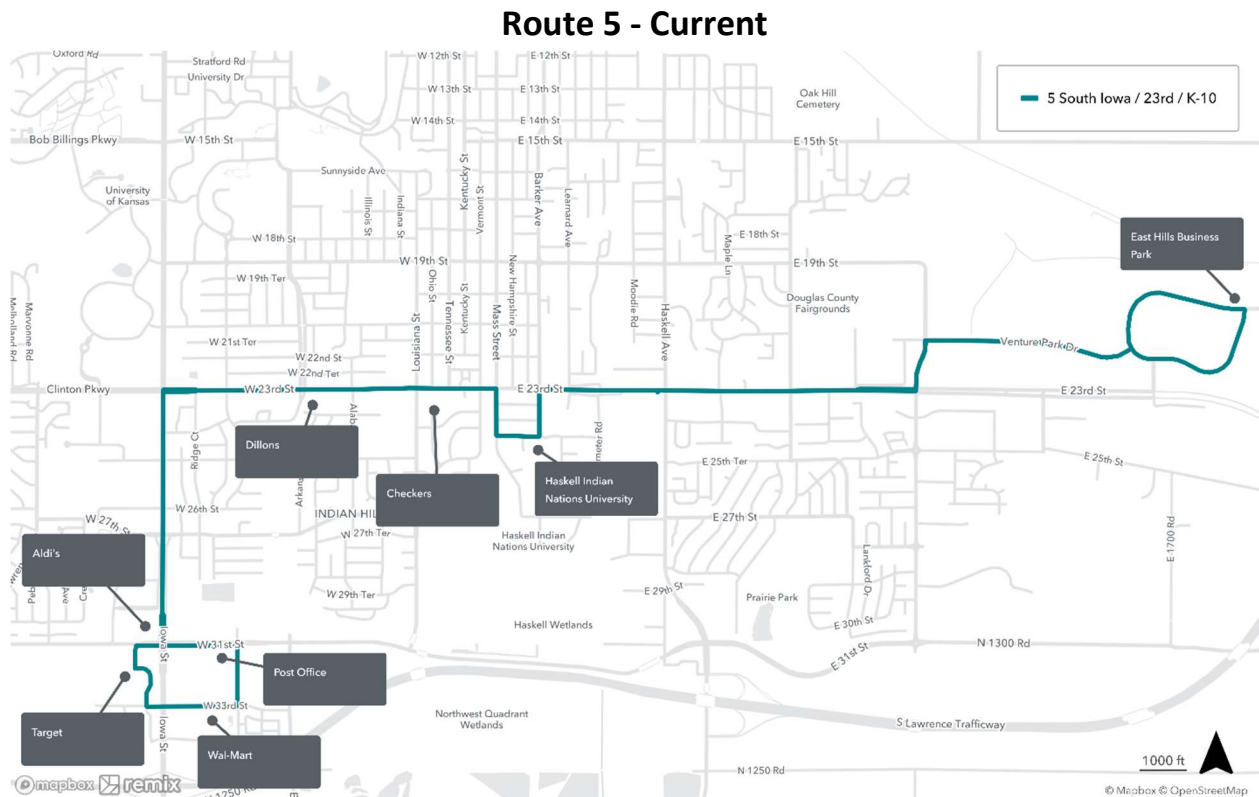 Route 5 - Current
Oxford Rd
Stratford Rd
University Dr
W 12th St
E 12th St
W 13th St
E 13th St
W 14th St
E 14th St
Oak Hill
Cemetery
5 South Iowa / 23rd / K-10
Bob Billings Pkwy
W 15th St
E 15th St
E 15th St
Sunnyside Ave
University
of Kansas
Illinois St
Indiana St
Kentucky St
Vermont St
Barker Ave
Learnard Ave
W 18th St
E 18th St
Maple Ln
East Hills Business
Park
W 19th St
E 19th St
W 19th Ter
Ohio St
Tennessee St
Kentucky St
New Hampshire St
Mass Street
Louisiana St
Moodie Rd
Haskell Ave
Douglas County
Fairgrounds
Marvonne Rd
W 21st Ter
W 22nd St
W 22nd Ter
Venture Park Dr
Clinton Pkwy
W 23rd St
E 23rd St
E 23rd St
Dillons
Ridge Ct
Checkers
Haskell Indian
Nations University
meter Rd
E 25th Ter
E 25th St
W 26th St
INDIAN HIL
W 27th St
W 27th Ter
E 27th St
Haskell Indian
Nations University
E 1700 Rd
Aldi's
Ave
W 29th Ter
E 29th St
Lankford Dr
Prairie Park
Haskell Wetlands
E 30th St
Iowa St
W 31st St
N 1300 Rd
E 31st St
Post Office
Target
W 33rd St
Iowa St
Wal-Mart
Northwest Quadrant
Wetlands
S Lawrence Trafficway
N 1250 Rd
1000 ft
mapbox remix
© Mapbox © OpenStreetMap